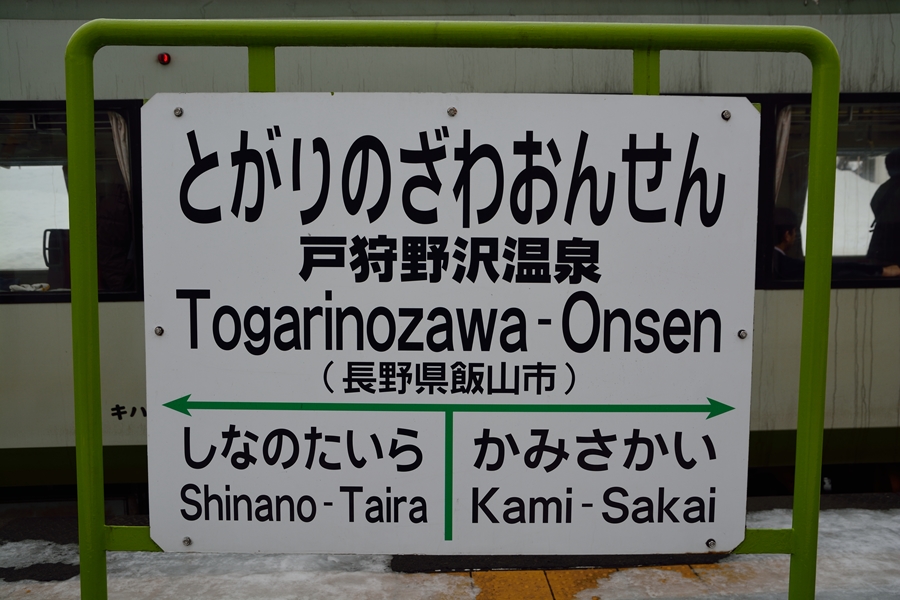 とがりのざわおんせん
戸狩野沢温泉
Togarinozawa-Onsen
(長野県飯山市)
しなのたいら かみさかい
Shinano-Taira Kami-Sakai
キハ